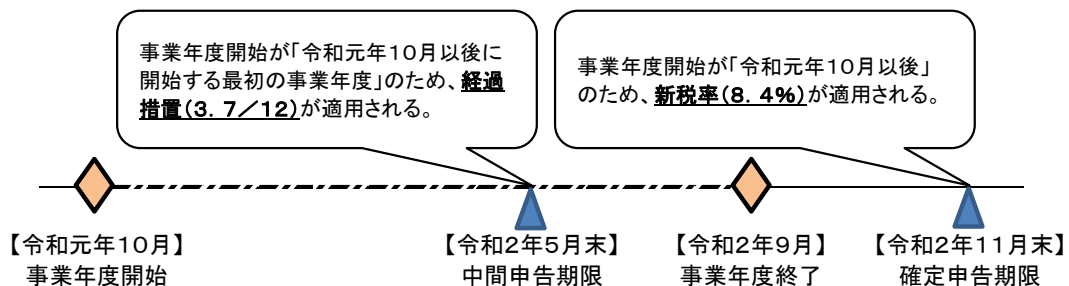 事業年度開始が「令和元年10月以後に
開始する最初の事業年度」のため、経過
措置(3.7/12)が適用される。
事業年度開始が「令和元年10月以後」
のため、新税率(8.4%)が適用される。
【令和元年10月】
事業年度開始
【令和2年5月末】
中間申告期限
【令和2年9月】
事業年度終了
【令和2年11月末】
確定申告期限